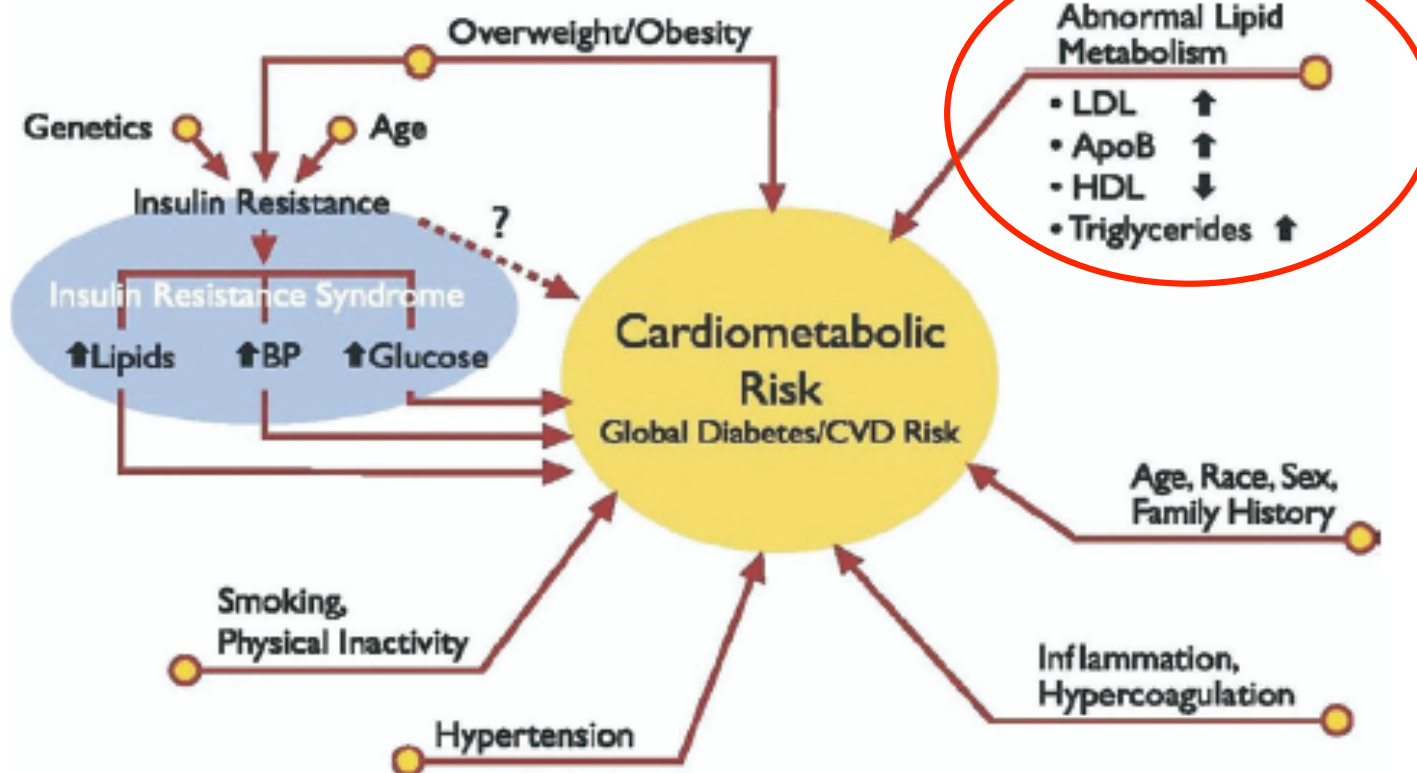 Overweight/Obesity
Abnormal Lipid
Metabolism
• LDL ⬆
• ApoB ⬆
• HDL ⬇
• Triglycerides ⬆
Genetics
Age
Insulin Resistance
?
Insulin Resistance Syndrome
⬆Lipids ⬆BP ⬆Glucose
Cardiometabolic
Risk
Global Diabetes/CVD Risk
Age, Race, Sex,
Family History
Smoking,
Physical Inactivity
Inflammation,
Hypercoagulation
Hypertension